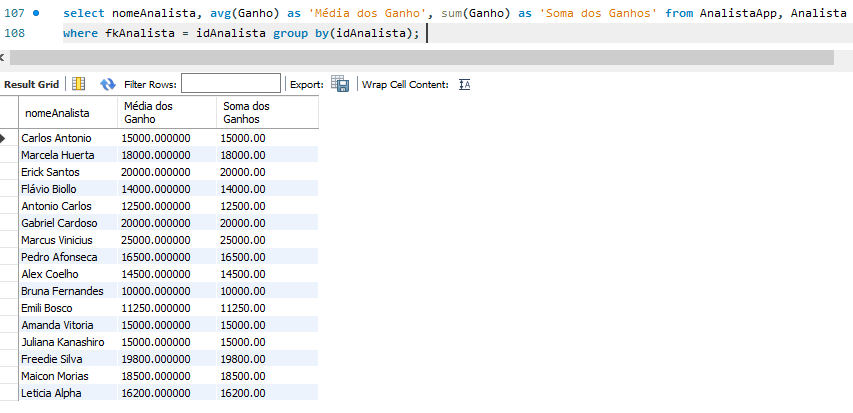 107 select nomeAnalista, avg(Ganho) as 'Média dos Ganho', sum(Ganho) as 'Soma dos Ganhos' from AnalistaApp, Analista
108 where fkAnalista = idAnalista group by(idAnalista);
Result Grid Filter Rows: Export: Wrap Cell Content:
nomeAnalista Média dos Ganho Soma dos Ganhos
Carlos Antonio 15000.000000 15000.00
Marcela Huerta 18000.000000 18000.00
Erick Santos 20000.000000 20000.00
Flávio Biollo 14000.000000 14000.00
Antonio Carlos 12500.000000 12500.00
Gabriel Cardoso 20000.000000 20000.00
Marcus Vinicius 25000.000000 25000.00
Pedro Afonseca 16500.000000 16500.00
Alex Coelho 14500.000000 14500.00
Bruna Fernandes 10000.000000 10000.00
Emili Bosco 11250.000000 11250.00
Amanda Vitoria 15000.000000 15000.00
Juliana Kanashiro 15000.000000 15000.00
Freedie Silva 19800.000000 19800.00
Maicon Morias 18500.000000 18500.00
Leticia Alpha 16200.000000 16200.00